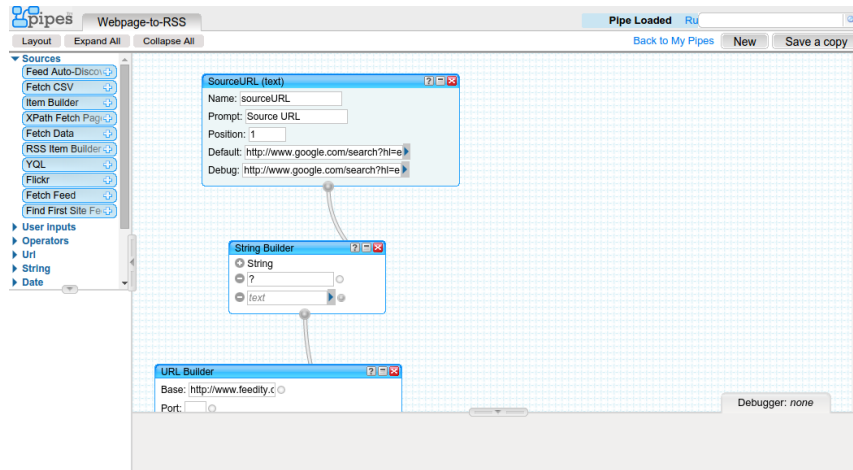 pipes Webpage-to-RSS Pipe Loaded Ru
Layout Expand All Collapse All Back to My Pipes New Save a copy
Sources
Feed Auto-Discov
Fetch CSV
Item Builder
XPath Fetch Page
Fetch Data
RSS Item Builder
YQL
Flickr
Fetch Feed
Find First Site Fe
User Inputs
Operators
Url
String
Date
SourceURL (text) ?
Name: sourceURL
Prompt: Source URL
Position: 1
Default: http://www.google.com/search?hl=e
Debug: http://www.google.com/search?hl=e
String Builder ?
String
?
text
URL Builder ?
Base: http://www.feedity.c
Port:
Debugger: none